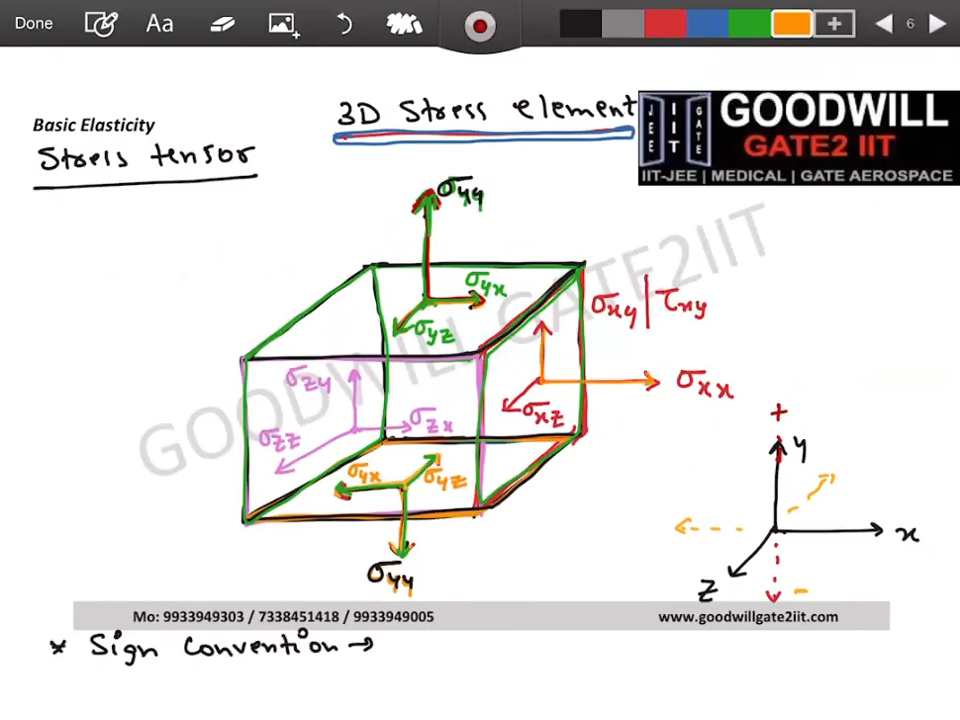 Done
Aa
6
3D Stress element
Basic Elasticity
Stress tensor
JEE
IIT
GATE
GOODWILL
GATE2 IIT
IIT-JEE | MEDICAL | GATE AEROSPACE
GOODWILL GATE2IIT
σyy
σyx
σyz
σxy | τxy
σxx
σxz
σzy
σzx
σzz
σyx
σyz
σyy
+
y
x
z
-
Mo: 9933949303 / 7338451418 / 9933949005
www.goodwillgate2iit.com
* Sign Convention →